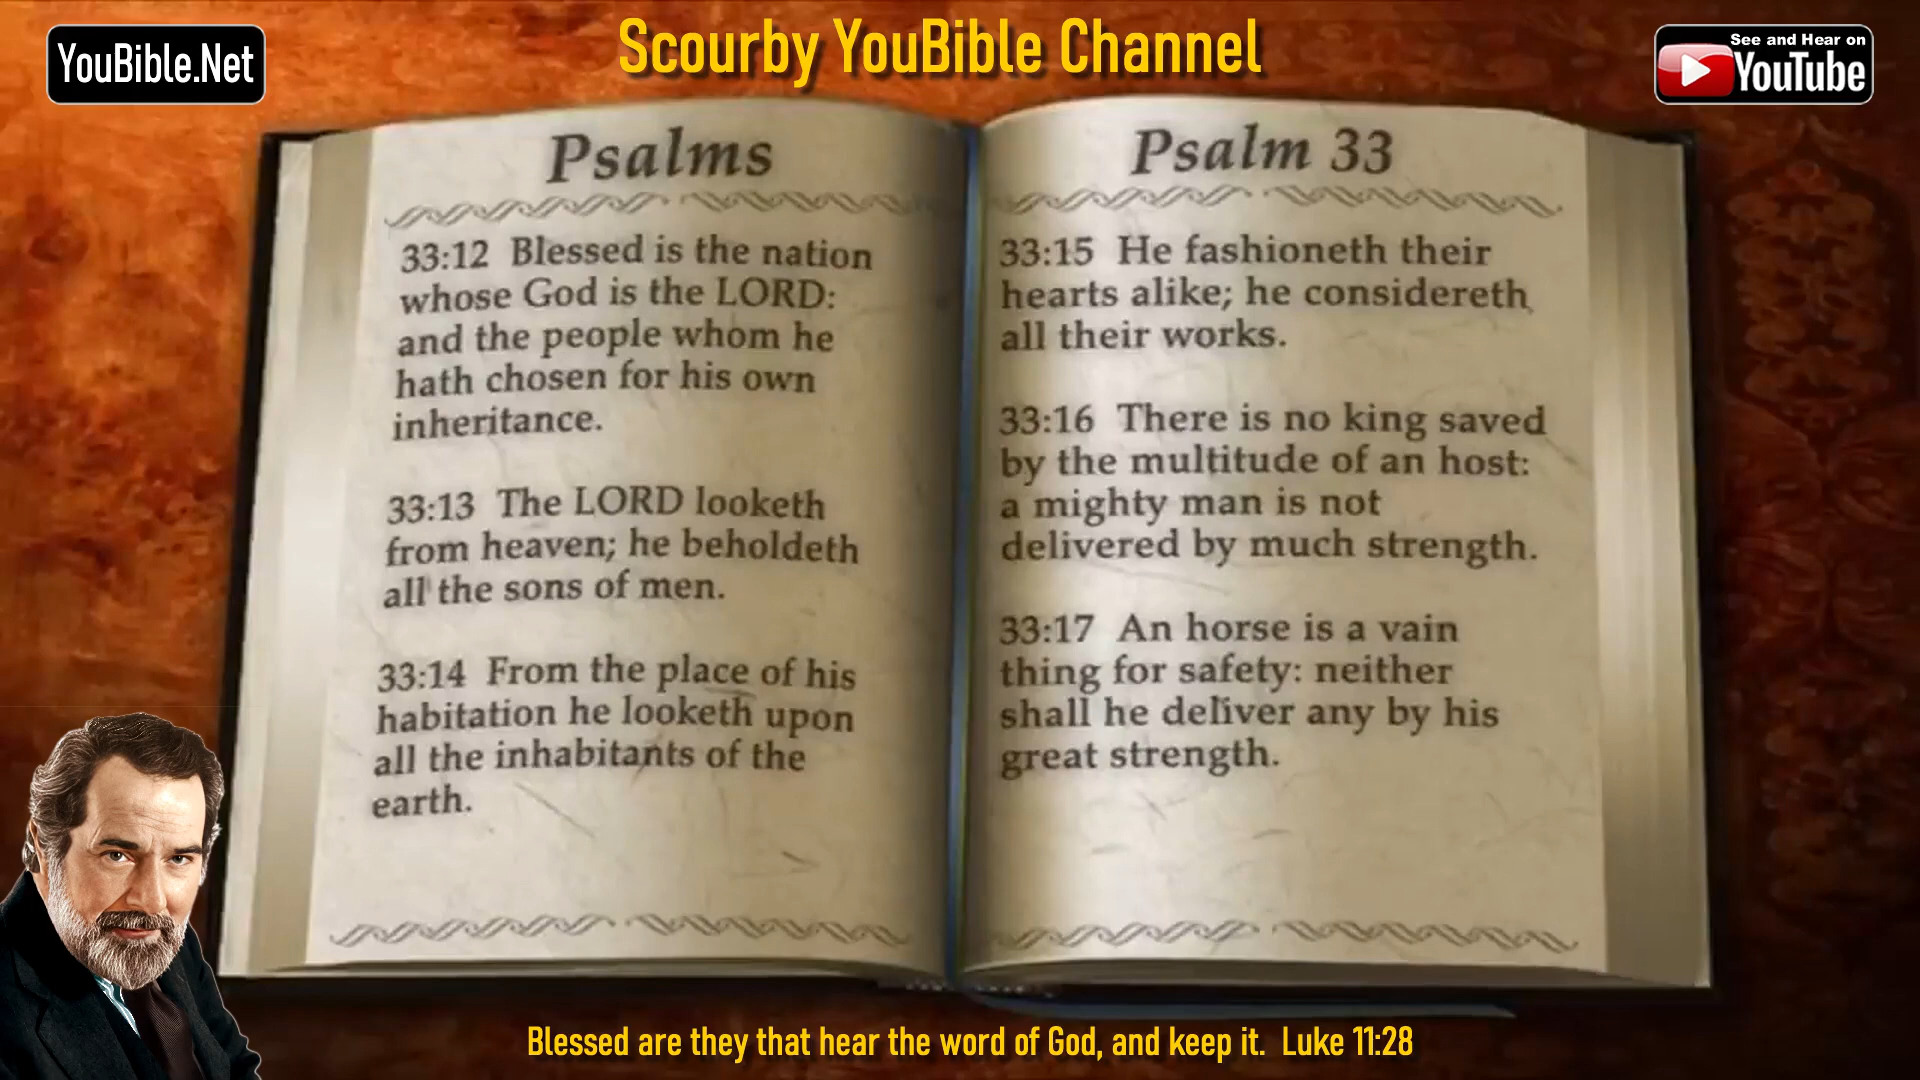 Scourby YouBible Channel
YouBible.Net
See and Hear on
YouTube
Psalms
33:12 Blessed is the nation
whose God is the LORD:
and the people whom he
hath chosen for his own
inheritance.
33:13 The LORD looketh
from heaven; he beholdeth
all the sons of men.
33:14 From the place of his
habitation he looketh upon
all the inhabitants of the
earth.
Psalm 33
33:15 He fashioneth their
hearts alike; he considereth
all their works.
33:16 There is no king saved
by the multitude of an host:
a mighty man is not
delivered by much strength.
33:17 An horse is a vain
thing for safety: neither
shall he deliver any by his
great strength.
Blessed are they that hear the word of God, and keep it. Luke 11:28